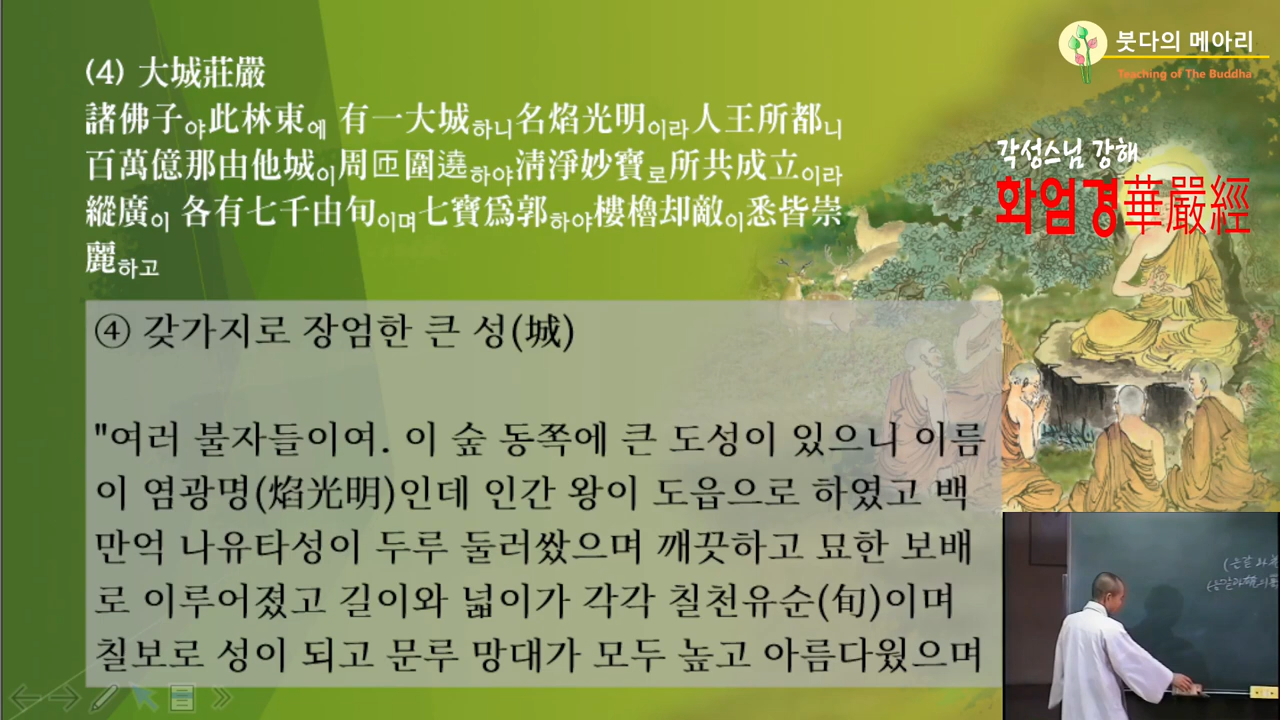 (4) 大城莊嚴
諸佛子야此林東에 有一大城하니名焰光明이라人王所都니
百萬億那由他城이周匝圍遶하야淸淨妙寶로所共成立이라
縱廣이 各有七千由旬이며七寶爲郭하야樓櫓却敵이悉皆崇
麗하고
④ 갖가지로 장엄한 큰 성(城)
"여러 불자들이여. 이 숲 동쪽에 큰 도성이 있으니 이름
이 염광명(焰光明)인데 인간 왕이 도읍으로 하였고 백
만억 나유타성이 두루 둘러쌌으며 깨끗하고 묘한 보배
로 이루어졌고 길이와 넓이가 각각 칠천유순(旬)이며
칠보로 성이 되고 문루 망대가 모두 높고 아름다웠으며
붓다의 메아리
Teaching of The Buddha
각성스님 강해
화엄경華嚴經